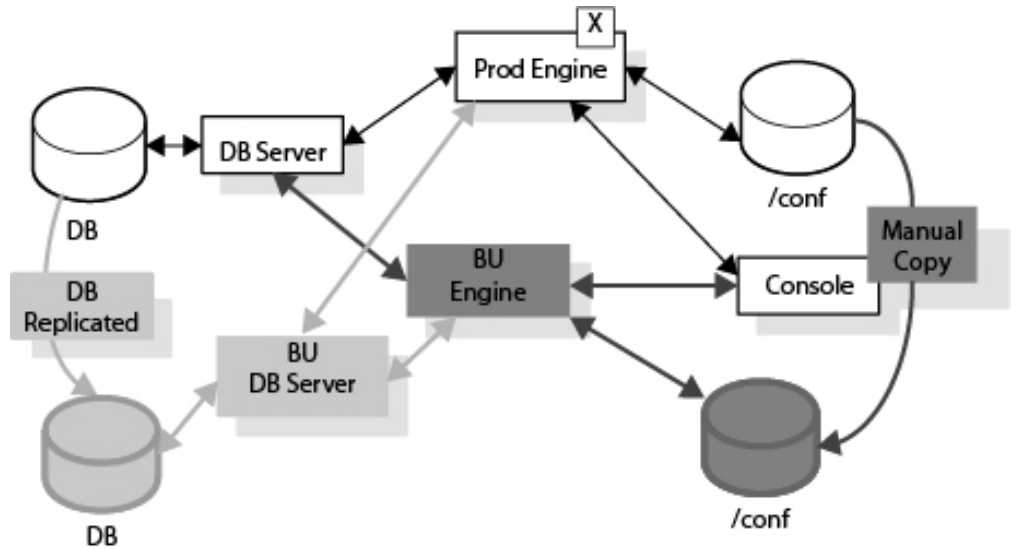 X
Prod Engine
DB Server
DB
/conf
Manual
Copy
BU
Engine
Console
DB
Replicated
BU
DB Server
DB
/conf